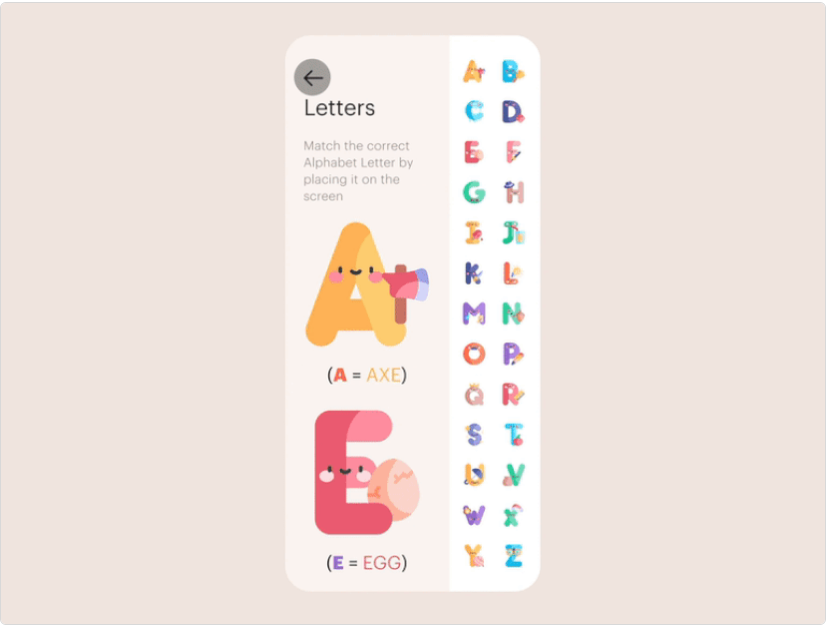 Letters
Match the correct
Alphabet Letter by
placing it on the
screen
A
(A = AXE)
E
(E = EGG)
A B
C D
E F
G H
I J
K L
M N
O P
Q R
S T
U V
W X
Y Z